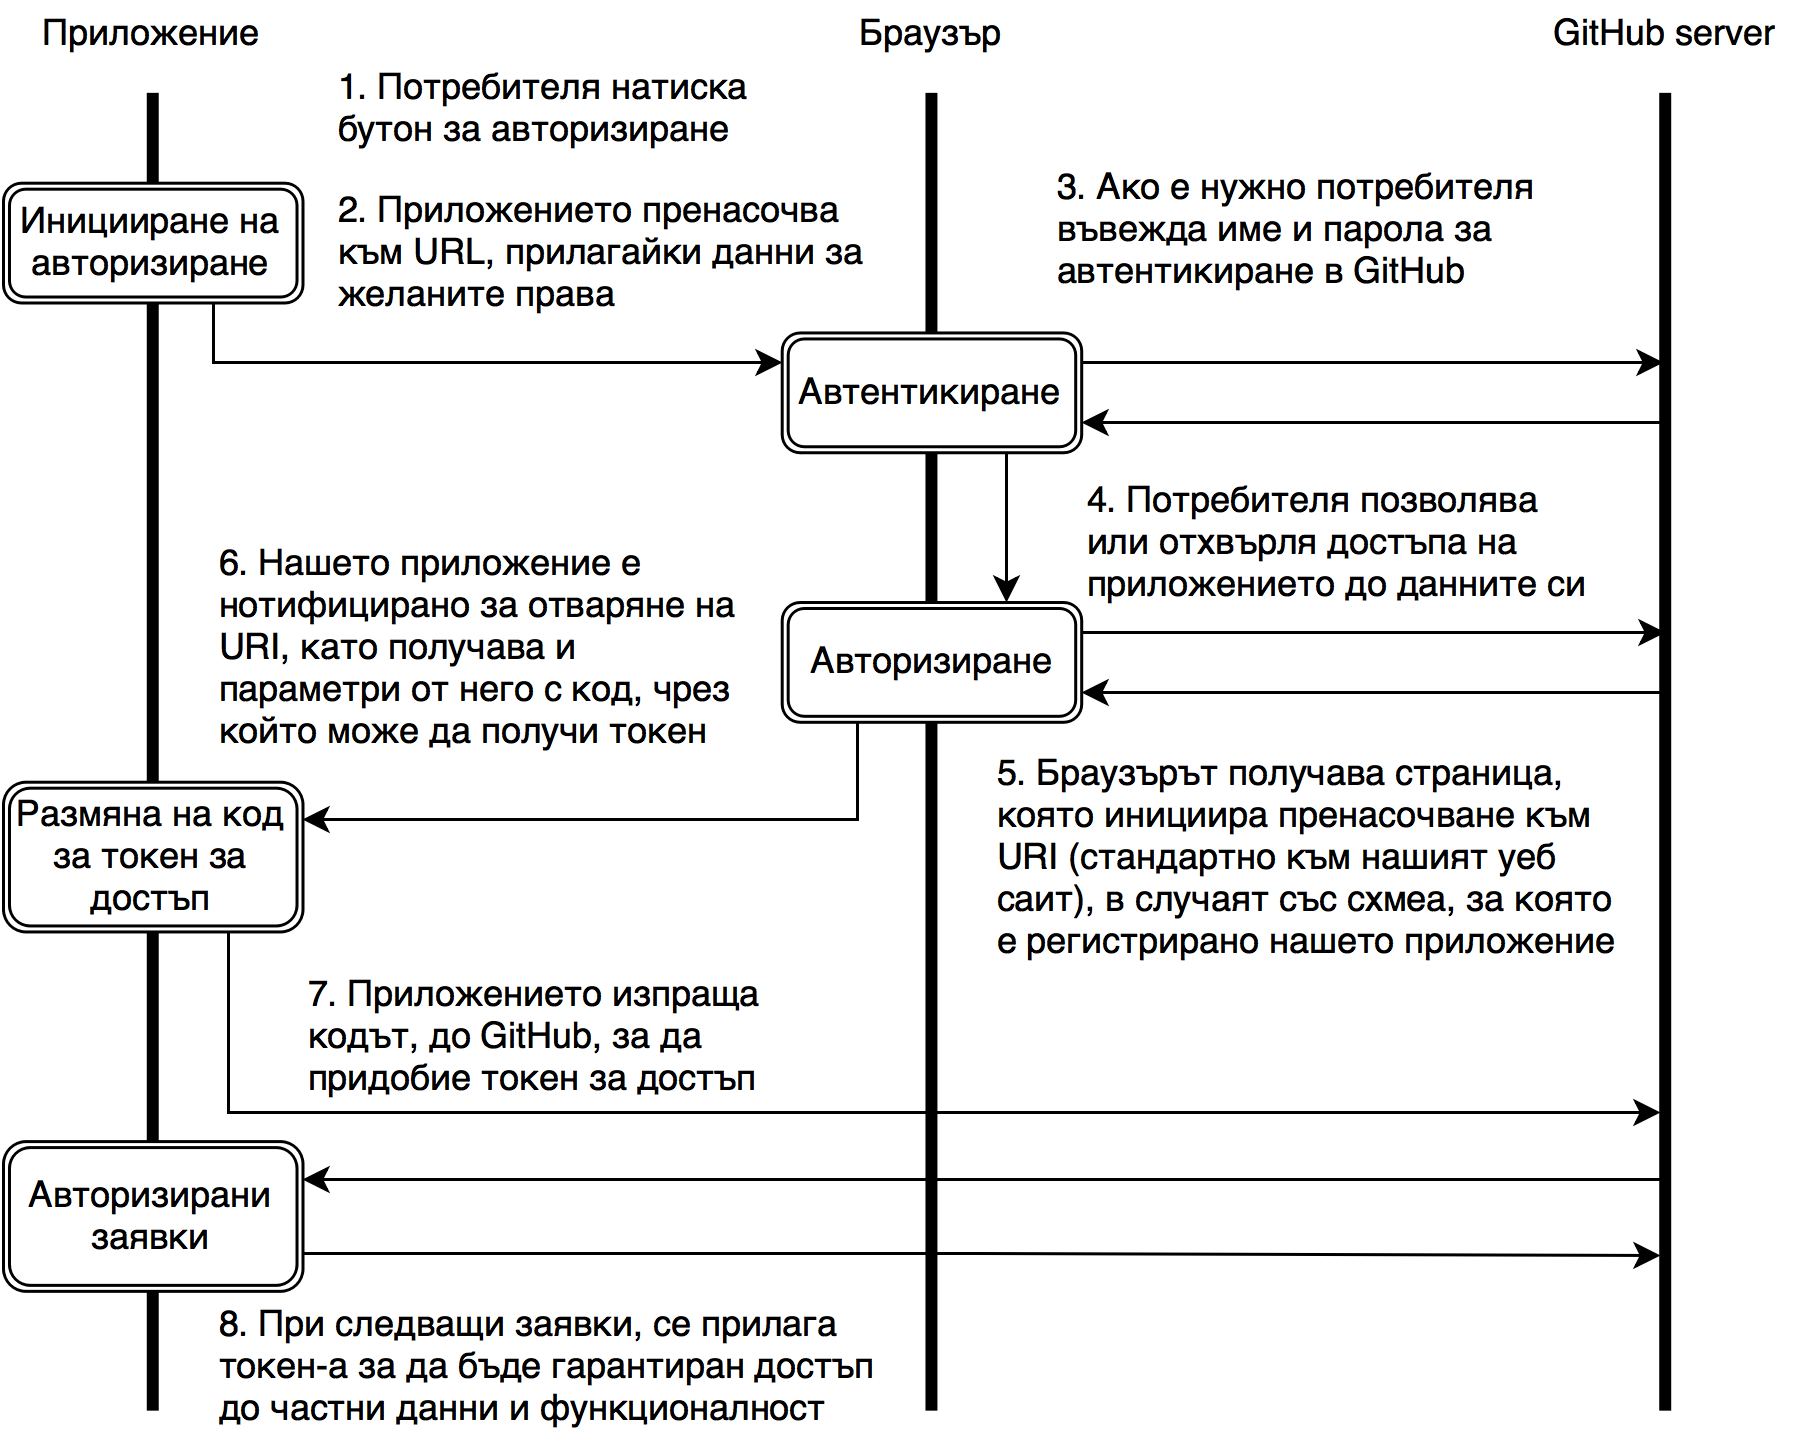 Приложение
Браузър
GitHub server
1. Потребителя натиска
бутон за авторизиране
Иницииране на
авторизиране
2. Приложението пренасочва
към URL, прилагайки данни за
желаните права
3. Ако е нужно потребителя
въвежда име и парола за
автентикиране в GitHub
Автентикиране
4. Потребителя позволява
или отхвърля достъпа на
приложението до данните си
Авторизиране
5. Браузърът получава страница,
която инициира пренасочване към
URI (стандартно към нашият уеб
саит), в случаят със схмеа, за която
е регистрирано нашето приложение
6. Нашето приложение е
нотифицирано за отваряне на
URI, като получава и
параметри от него с код, чрез
който може да получи токен
Размяна на код
за токен за
достъп
7. Приложението изпраща
кодът, до GitHub, за да
придобие токен за достъп
Авторизирани
заявки
8. При следващи заявки, се прилага
токен-а за да бъде гарантиран достъп
до частни данни и функционалност